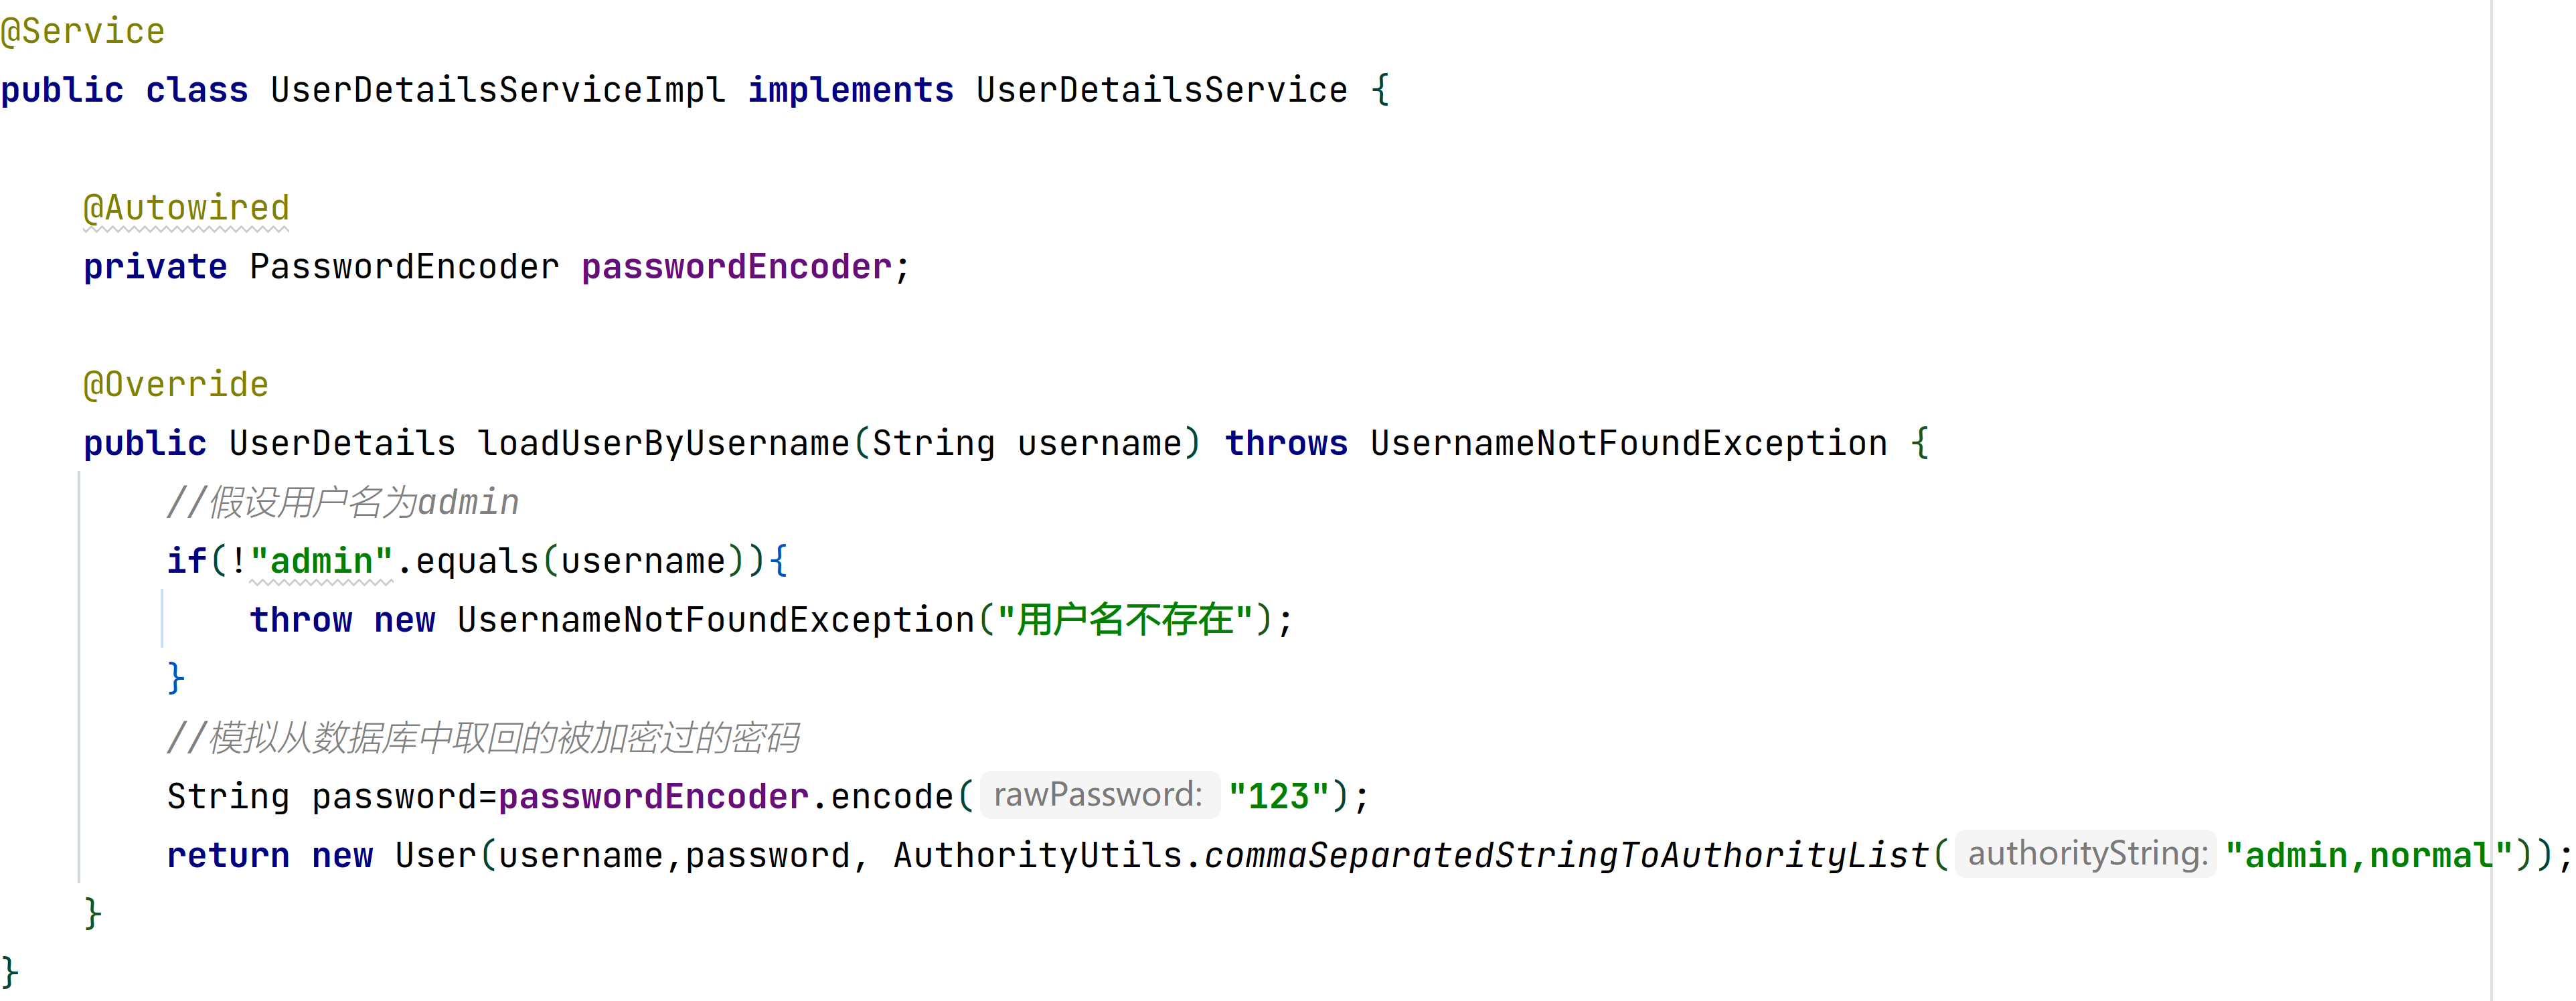 @Service
public class UserDetailsServiceImpl implements UserDetailsService {
@Autowired
private PasswordEncoder passwordEncoder;
@Override
public UserDetails loadUserByUsername(String username) throws UsernameNotFoundException {
//假设用户名为admin
if(!"admin".equals(username)){
throw new UsernameNotFoundException("用户名不存在");
}
//模拟从数据库中取回的被加密过的密码
String password=passwordEncoder.encode( rawPassword: "123");
return new User(username,password, AuthorityUtils.commaSeparatedStringToAuthorityList( authorityString: "admin,normal"));
}
}